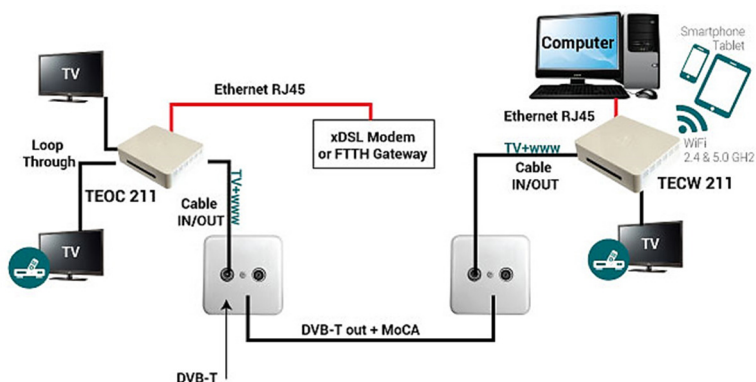 TV
Ethernet RJ45
xDSL Modem
or FTTH Gateway
Loop
Through
TEOC 211
TV
Cable
IN/OUT
TV+www
DVB-T
DVB-T out + MoCA
Computer
Smartphone
Tablet
Ethernet RJ45
WiFi
2.4 & 5.0 GH2
TV+www
Cable
IN/OUT
TECW 211
TV